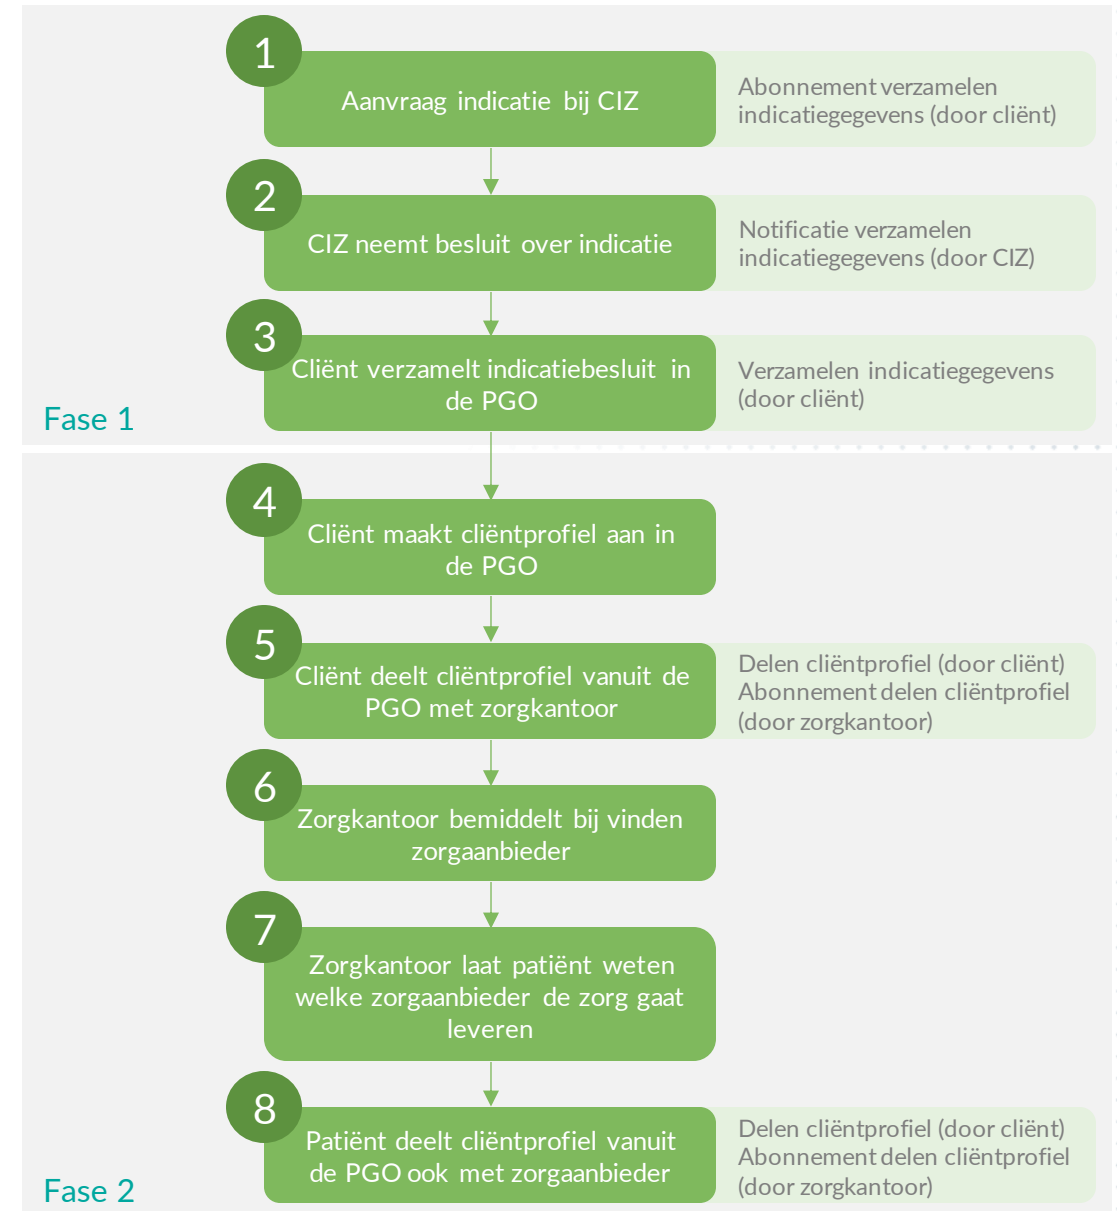 1
Aanvraag indicatie bij CIZ
Abonnement verzamelen
indicatiegegevens (door cliënt)
2
CIZ neemt besluit over indicatie
Notificatie verzamelen
indicatiegegevens (door CIZ)
3
Cliënt verzamelt indicatiebesluit in
de PGO
Verzamelen indicatiegegevens
(door cliënt)
Fase 1
4
Cliënt maakt cliëntprofiel aan in
de PGO
5
Cliënt deelt cliëntprofiel vanuit de
PGO met zorgkantoor
Delen cliëntprofiel (door cliënt)
Abonnement delen cliëntprofiel
(door zorgkantoor)
6
Zorgkantoor bemiddelt bij vinden
zorgaanbieder
7
Zorgkantoor laat patiënt weten
welke zorgaanbieder de zorg gaat
leveren
8
Patiënt deelt cliëntprofiel vanuit
de PGO ook met zorgaanbieder
Delen cliëntprofiel (door cliënt)
Abonnement delen cliëntprofiel
(door zorgkantoor)
Fase 2